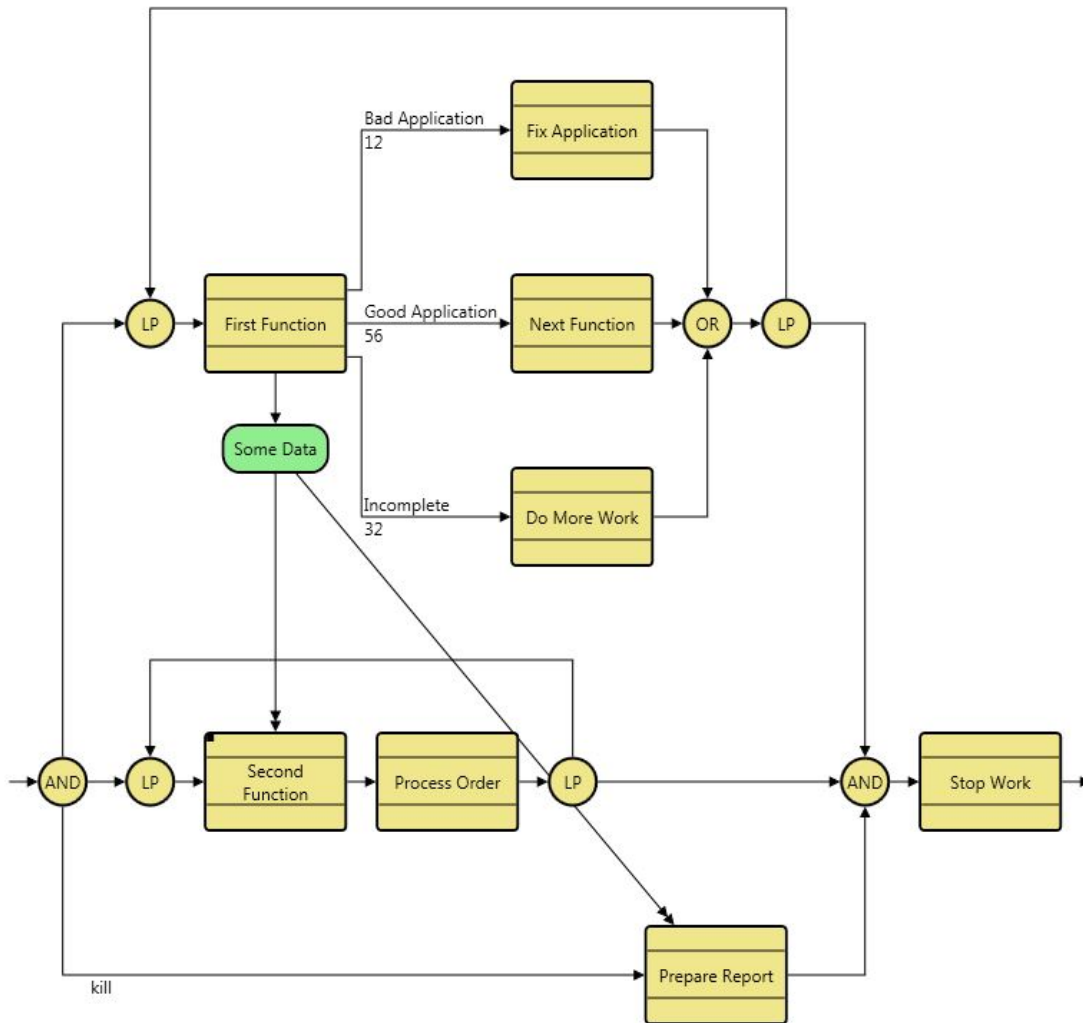 Bad Application
12
Fix Application
LP
First Function
Good Application
56
Next Function
OR
LP
Some Data
Incomplete
32
Do More Work
AND
LP
Second
Function
Process Order
LP
AND
Stop Work
kill
Prepare Report